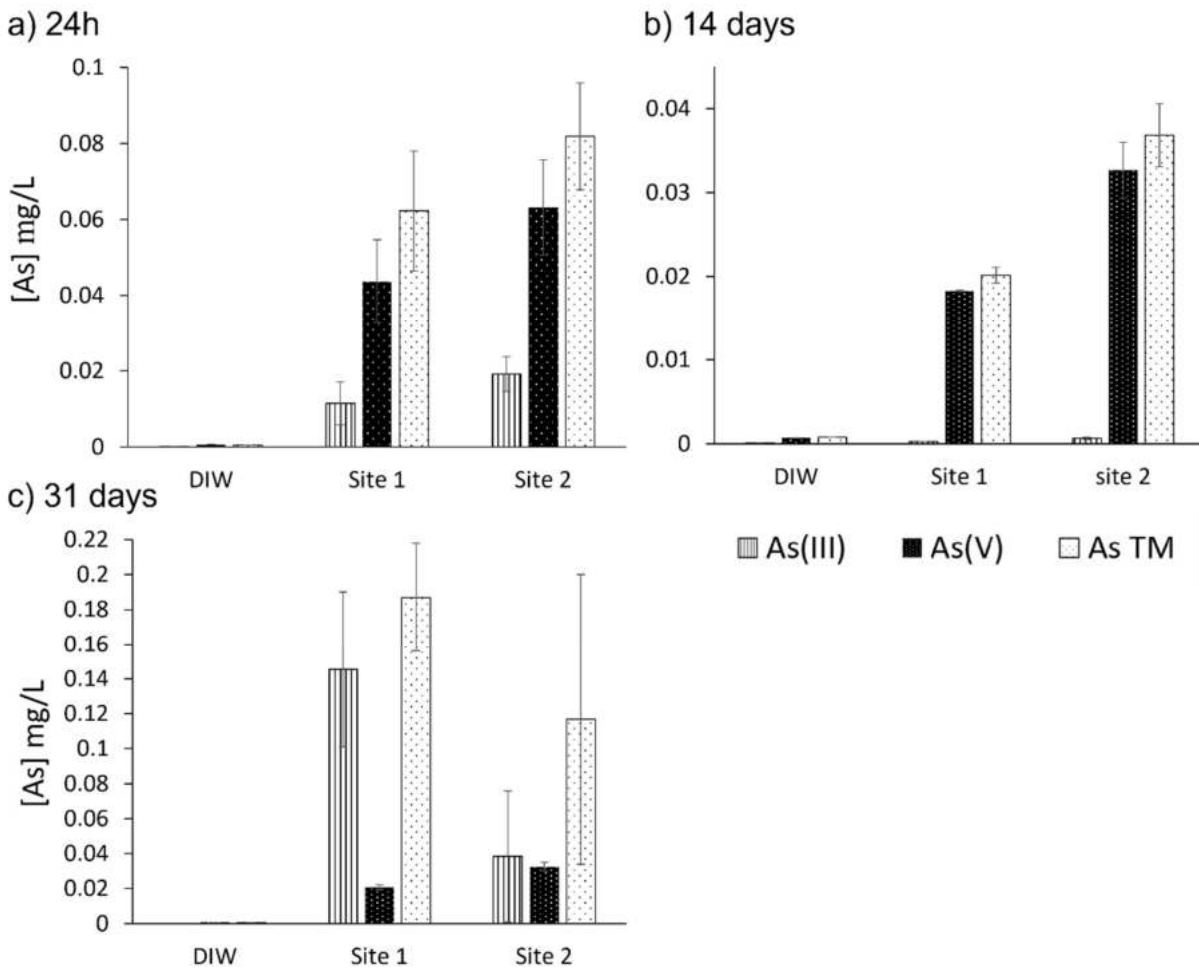 a) 24h
0.1
0.08
0.06
0.04
0.02
0
[As] mg/L
DIW Site 1 Site 2
b) 14 days
0.04
0.03
0.02
0.01
0
DIW Site 1 site 2
As(III) As(V) As TM
c) 31 days
0.22
0.2
0.18
0.16
0.14
0.12
0.1
0.08
0.06
0.04
0.02
0
[As] mg/L
DIW Site 1 Site 2